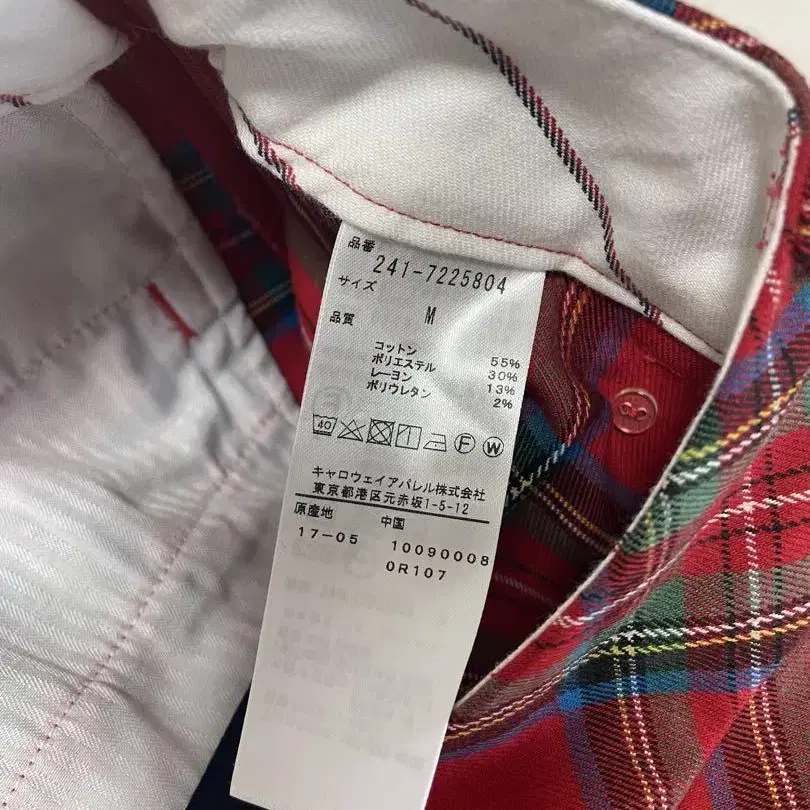 品番
241-7225804
サイズ
M
品質
コットン 55%
ポリエステル 30%
レーヨン 13%
ポリウレタン 2%
40 F W
キャロウェイアパレル株式会社
東京都港区元赤坂1-5-12
原産地 中国
17-05 10090008
0R107